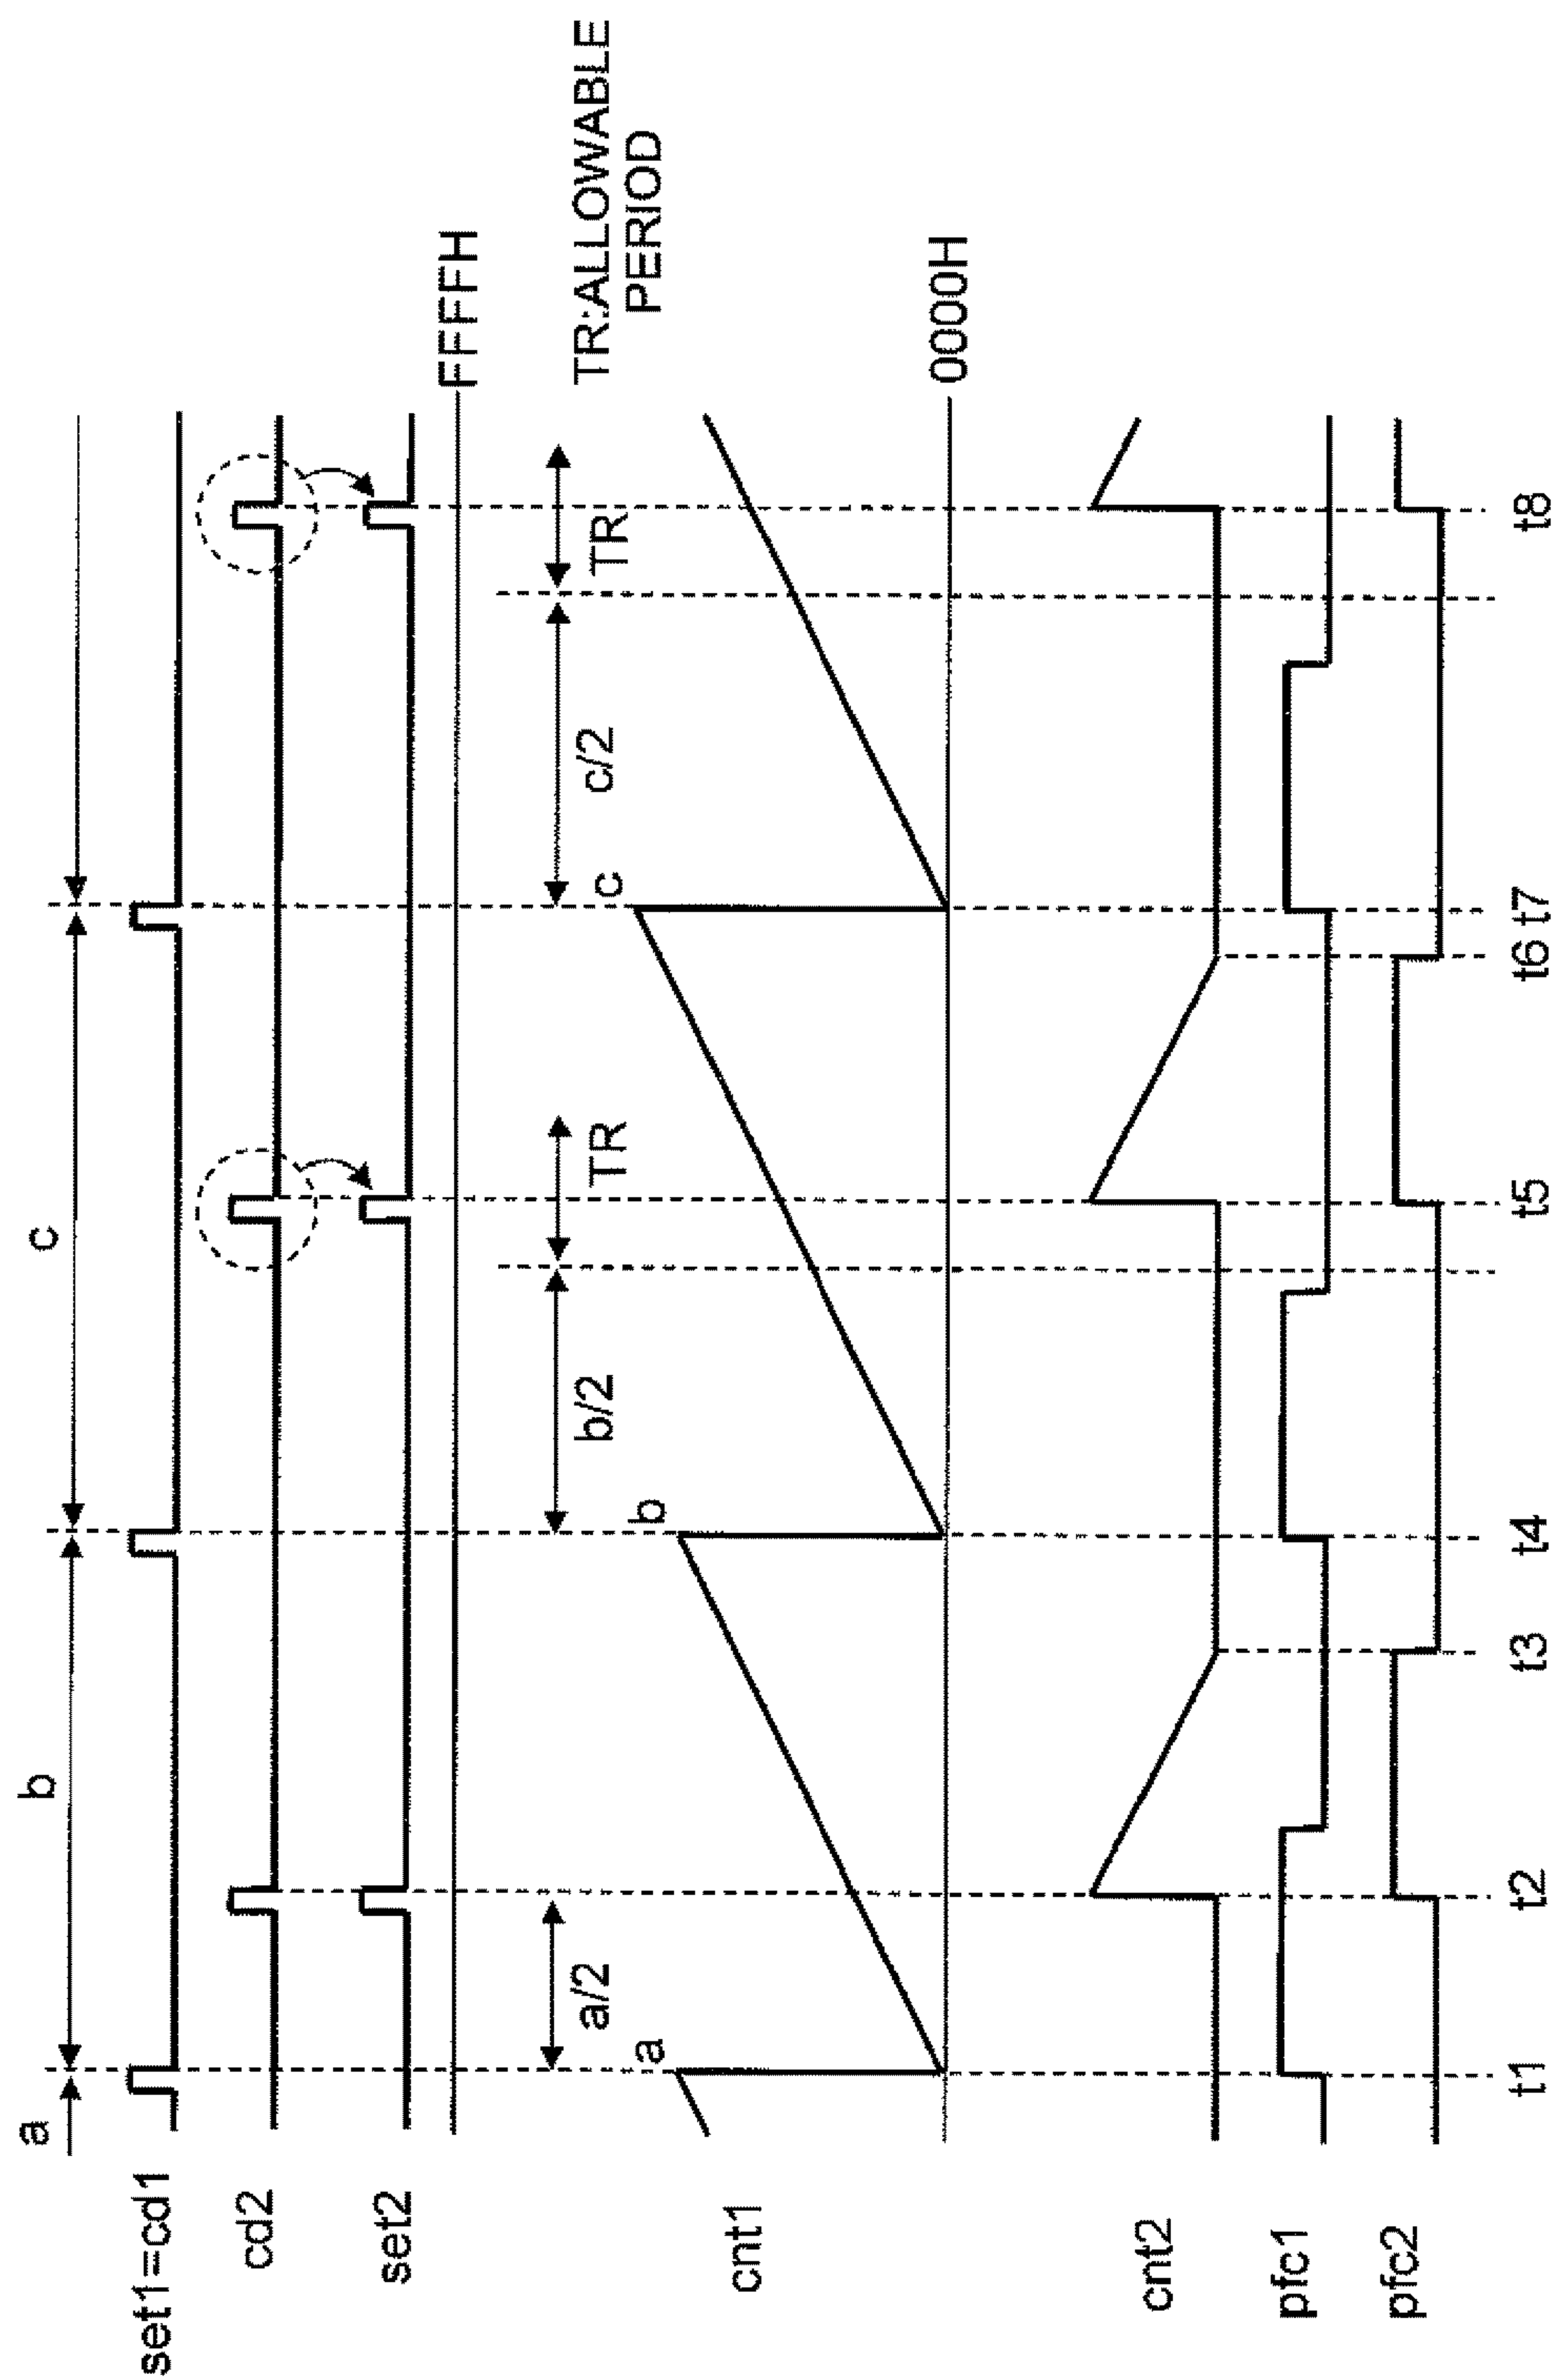 a
b
c
set1=cd1
cd2
set2
FFFFH
a/2
b/2
TR
c/2
TR
TR:ALLOWABLE
PERIOD
a
b
c
cnt1
0000H
cnt2
pfc1
pfc2
t1
t2
t3
t4
t5
t6
t7
t8